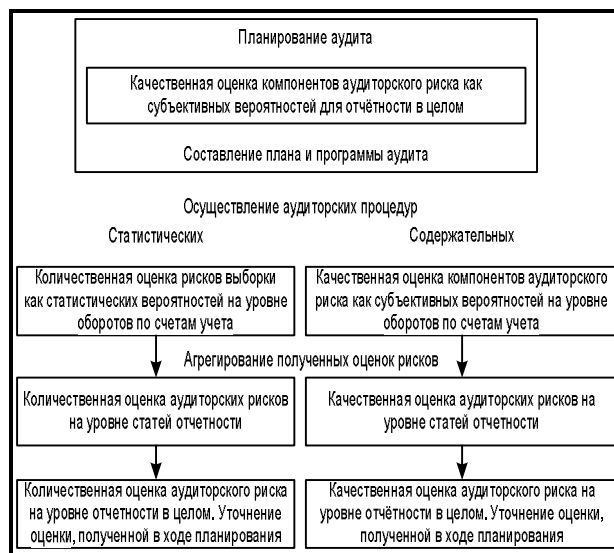 Планирование аудита
Качественная оценка компонентов аудиторского риска как
субъективных вероятностей для отчётности в целом
Составление плана и программы аудита
Осуществление аудиторских процедур
Статистических
Содержательных
Количественная оценка рисков выборки
как статистических вероятностей на уровне
оборотов по счетам учета
Качественная оценка компонентов аудиторского
риска как субъективных вероятностей на уровне
оборотов по счетам учета
Агрегирование полученных оценок рисков
Количественная оценка аудиторских рисков
на уровне статей отчетности
Качественная оценка аудиторских рисков на
уровне статей отчетности
Количественная оценка аудиторского риска
на уровне отчетности в целом. Уточнение
оценки, полученной в ходе планирования
Качественная оценка аудиторского риска на
уровне отчётности в целом. Уточнение оценки,
полученной в ходе планирования